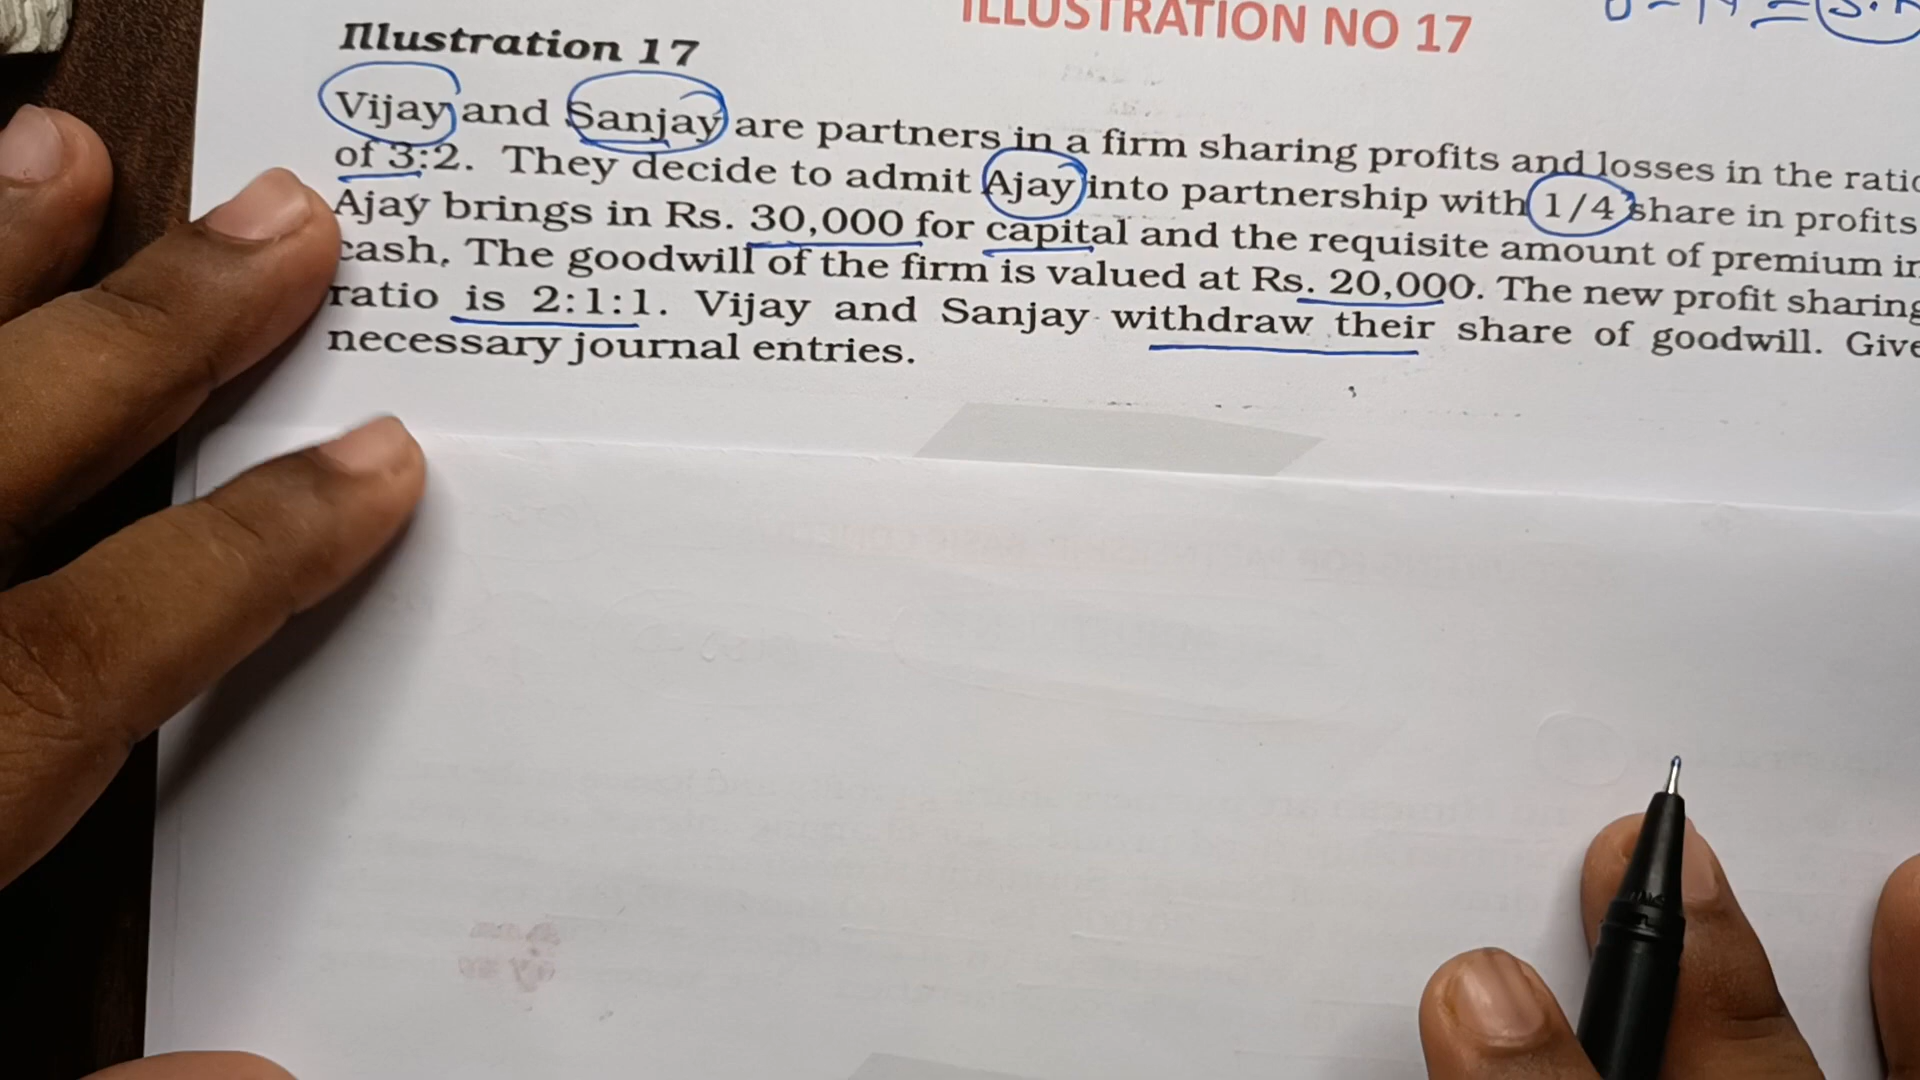 ILLUSTRATION NO 17
Illustration 17
Vijay and Sanjay are partners in a firm sharing profits and losses in the
of 3:2. They decide to admit Ajay into partnership with 1/4 share in profits
Ajay brings in Rs. 30,000 for capital and the requisite amount of premium
cash. The goodwill of the firm is valued at Rs. 20,000. The new profit sharing
ratio is 2:1:1. Vijay and Sanjay withdraw their share of goodwill. Give
necessary journal entries.